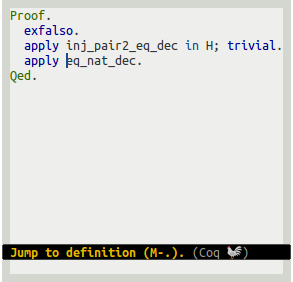 Proof.
  exfalso.
  apply inj_pair2_eq_dec in H; trivial.
  apply eq_nat_dec.
Qed.
Jump to definition (M-.). (Coq 🐓)